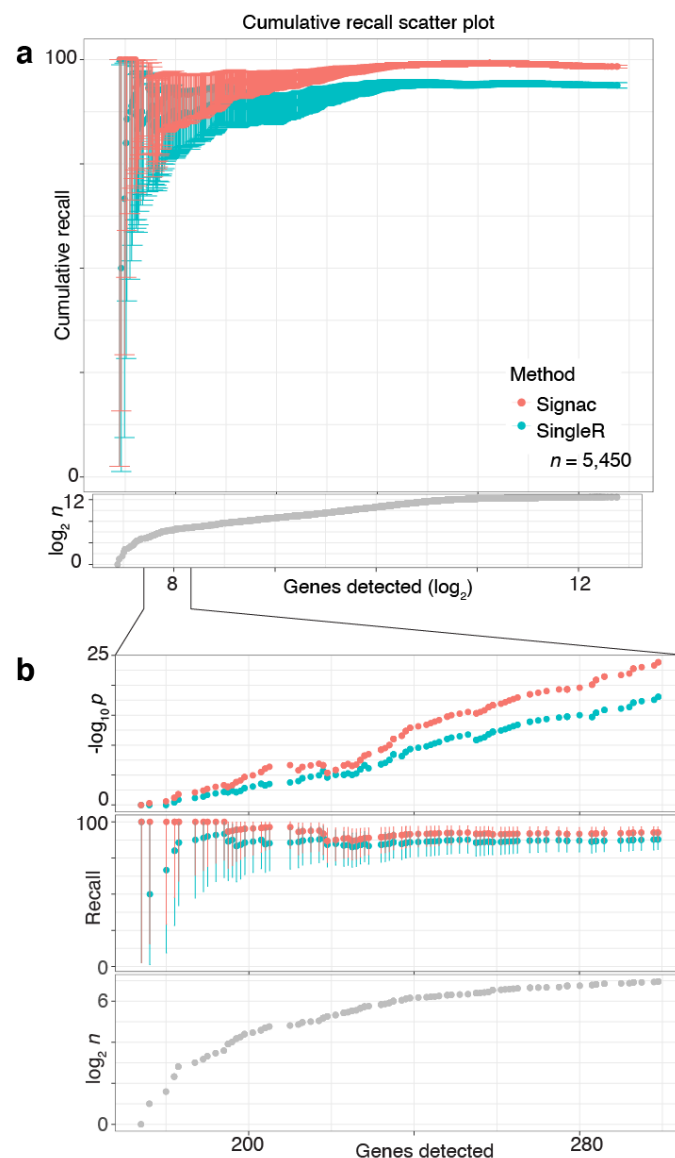 Cumulative recall scatter plot
a
100
Cumulative recall
Method
Signac
SingleR
n = 5,450
0
12
log2 n
0
8
Genes detected (log2)
12
b
25
-log10 p
0
100
Recall
0
6
log2 n
0
200
Genes detected
280